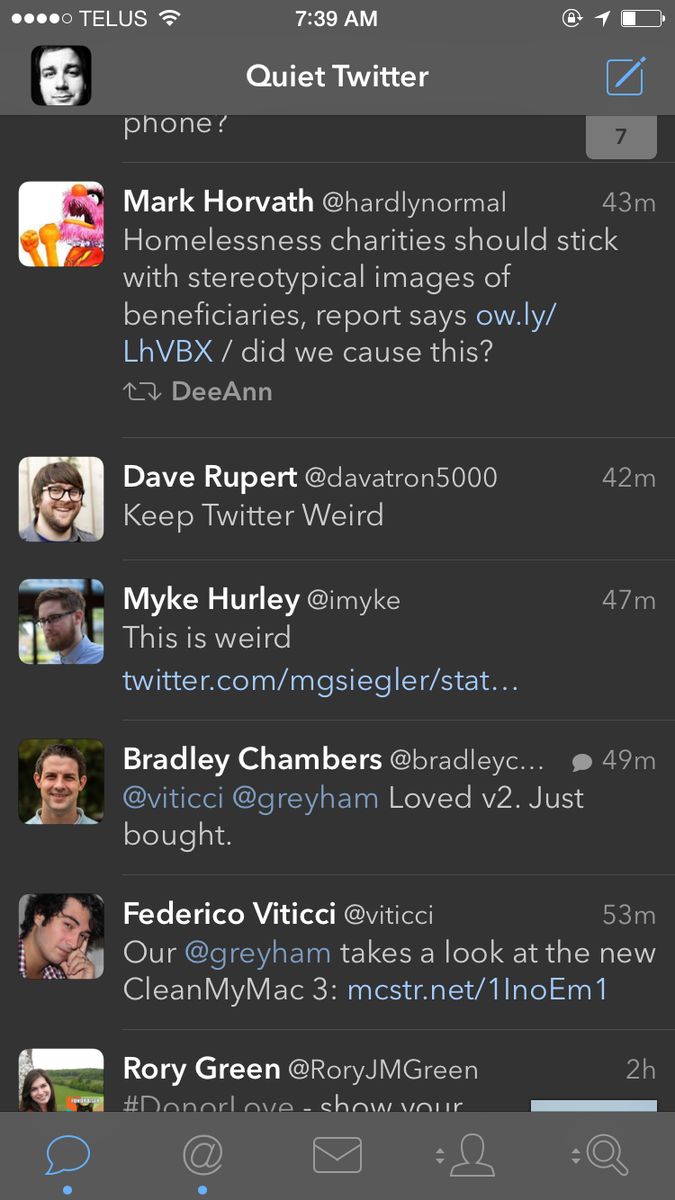 TELUS 7:39 AM
Quiet Twitter
phone?
7
Mark Horvath @hardlynormal 43m
Homelessness charities should stick
with stereotypical images of
beneficiaries, report says ow.ly/
LhVBX / did we cause this?
DeeAnn
Dave Rupert @davatron5000 42m
Keep Twitter Weird
Myke Hurley @imyke 47m
This is weird
twitter.com/mgsiegler/stat...
Bradley Chambers @bradleyc... 49m
@viticci @greyham Loved v2. Just
bought.
Federico Viticci @viticci 53m
Our @greyham takes a look at the new
CleanMyMac 3: mcstr.net/1InoEm1
Rory Green @RoryJMGreen 2h
#DonorLove - show your